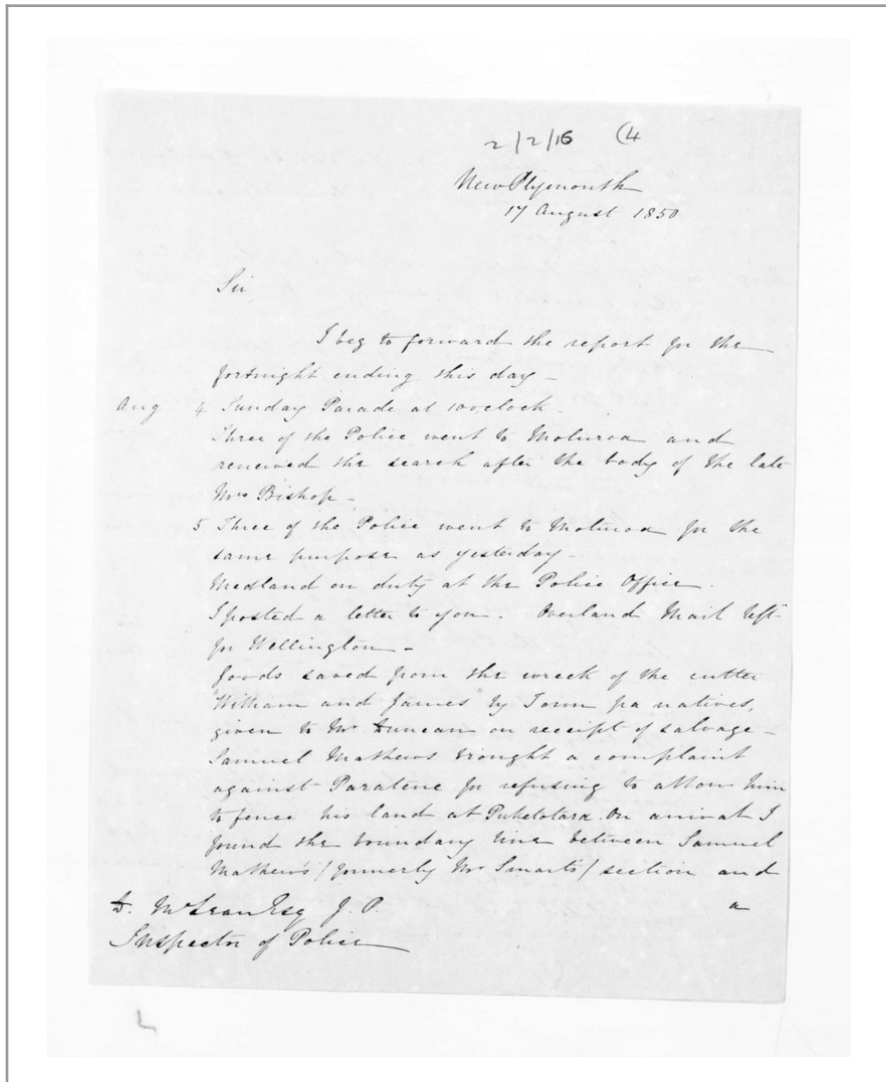 2/2/16 (4
New Plymouth
17 August 1850
Sir,
I beg to forward the report for the
fortnight ending this day –
Aug 4 Sunday Parade at 10 oclock.
Three of the Police went to Moturoa and
renewed the search after the body of the late
Mrs Bishop –
5 Three of the Police went to Moturoa for the
same purpose as yesterday –
Medland on duty at the Police Office.
I posted a letter to you. Overland Mail left
for Wellington –
Goods saved from the wreck of the cutter
"William and James" by Town pa natives,
given to Mr Duncan on receipt of salvage –
Samuel Mathews brought a complaint
against Paratene for refusing to allow him
to fence his land at Puketotara. On arrival I
found the boundary line between Samuel
Mathews / formerly Mr Smart's / section and
a
D. McLean Esq J. P.
Inspector of Police